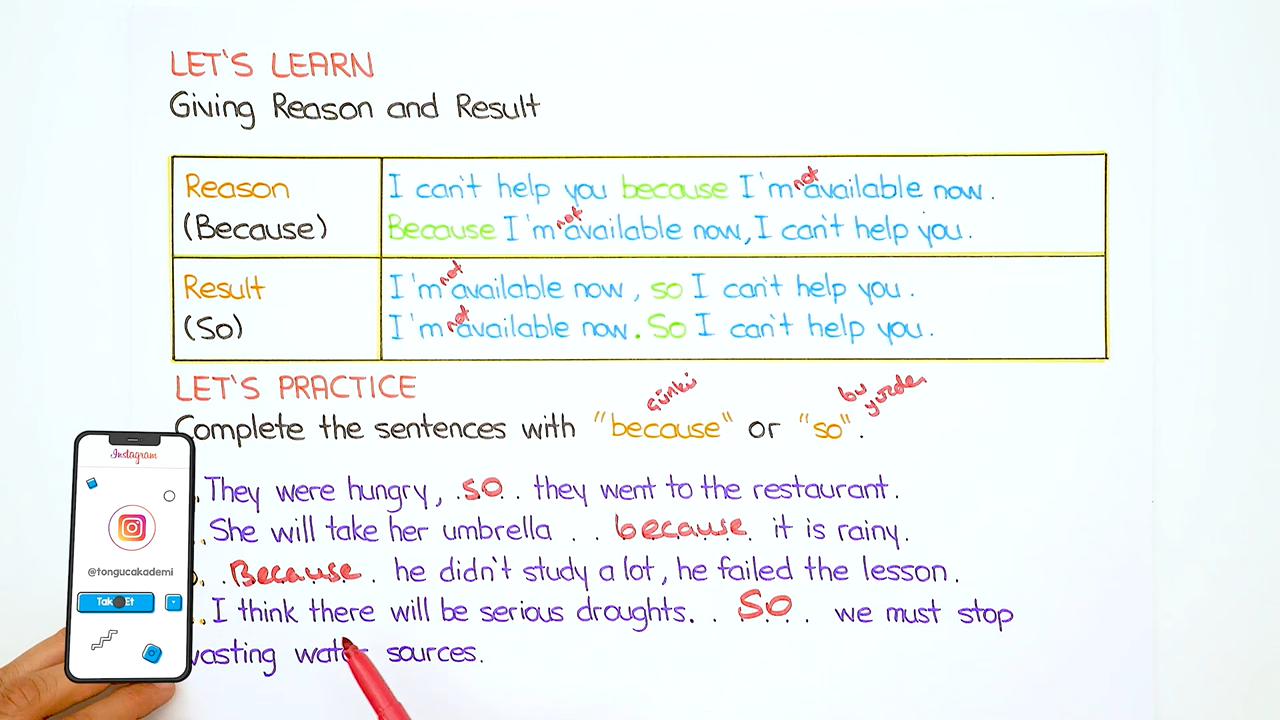 LET'S LEARN
Giving Reason and Result
Reason
(Because)
I can't help you because I'm not available now.
Because I'm not available now, I can't help you.
Result
(So)
I'm not available now, so I can't help you.
I'm not available now. So I can't help you.
LET'S PRACTICE
çünkü
bu yüzden
Complete the sentences with "because" or "so".
They were hungry, .so.. they went to the restaurant.
She will take her umbrella .. because. it is rainy.
.Because. he didn't study a lot, he failed the lesson.
I think there will be serious droughts. . So . we must stop
wasting water sources.
Instagram
@tongucakademi